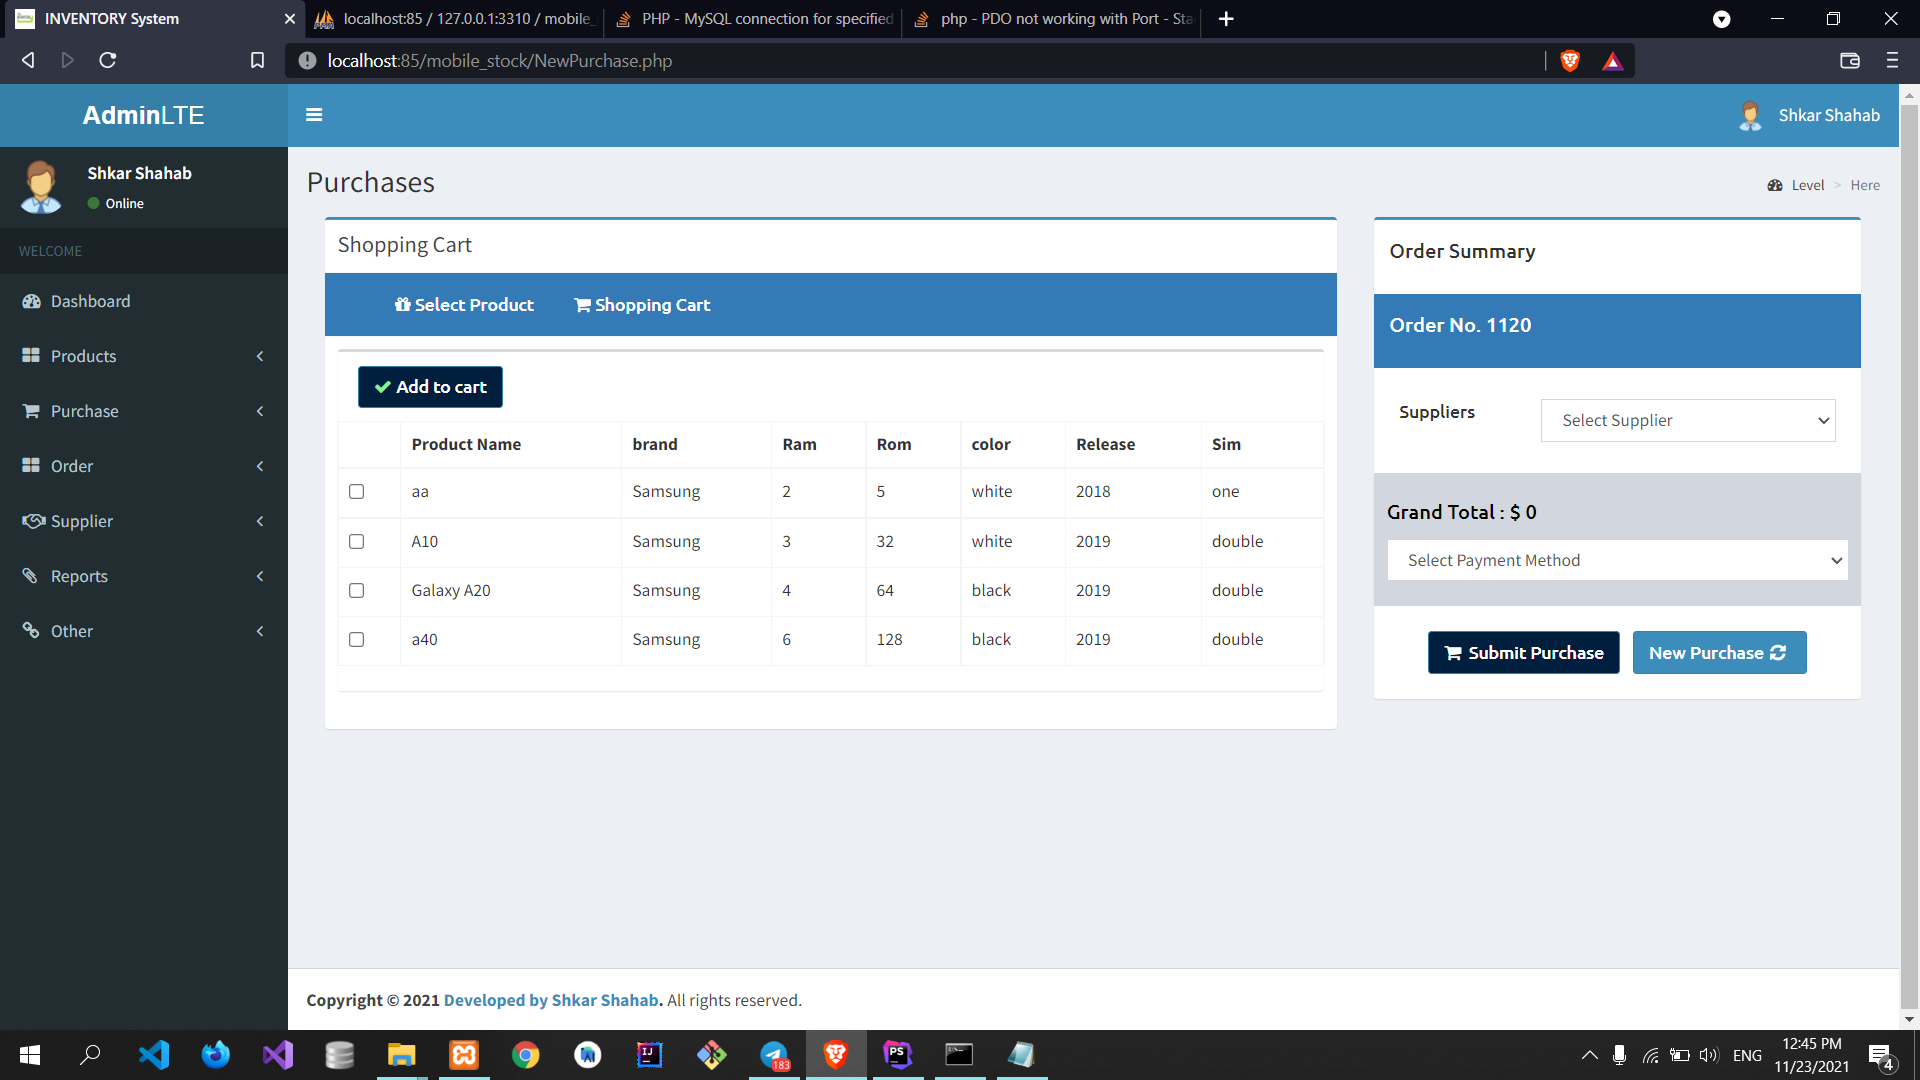 INVENTORY System
localhost:85 / 127.0.0.1:3310 / mobile_
PHP - MySQL connection for specified
php - PDO not working with Port - Sta
localhost:85/mobile_stock/NewPurchase.php
AdminLTE
Shkar Shahab
Shkar Shahab
Online
WELCOME
Dashboard
Products
Purchase
Order
Supplier
Reports
Other
Purchases
Level > Here
Shopping Cart
Select Product Shopping Cart
Add to cart
Product Name brand Ram Rom color Release Sim
aa Samsung 2 5 white 2018 one
A10 Samsung 3 32 white 2019 double
Galaxy A20 Samsung 4 64 black 2019 double
a40 Samsung 6 128 black 2019 double
Order Summary
Order No. 1120
Suppliers Select Supplier
Grand Total : $ 0
Select Payment Method
Submit Purchase New Purchase
Copyright © 2021 Developed by Shkar Shahab. All rights reserved.
IJ
183
PS
ENG
12:45 PM
11/23/2021
4